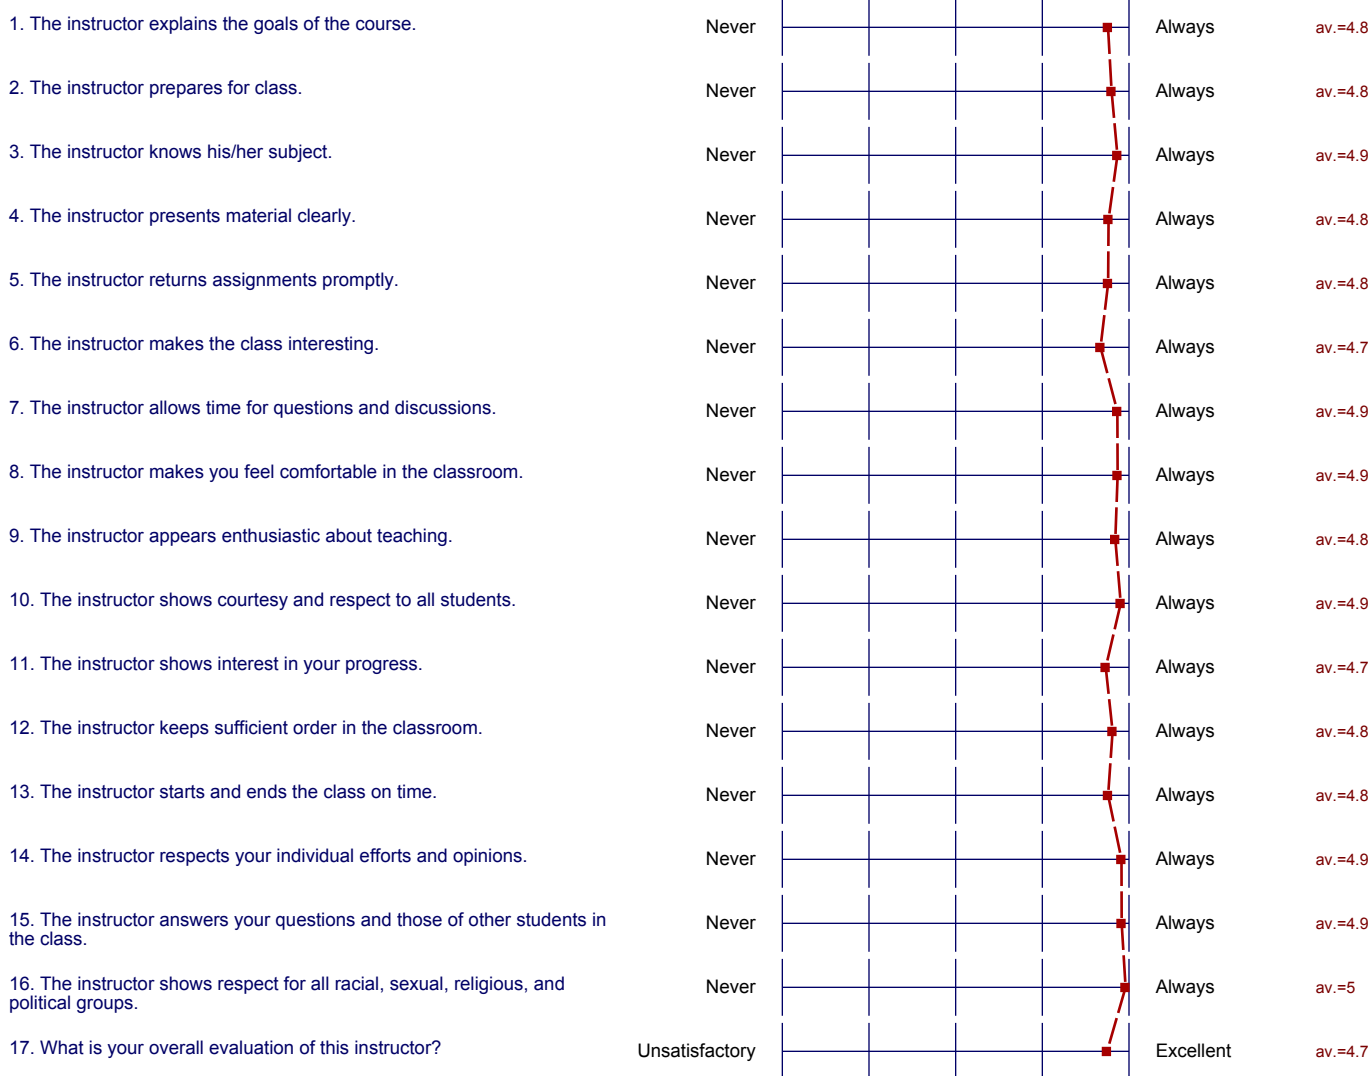 1. The instructor explains the goals of the course. Never Always av.=4.8
2. The instructor prepares for class. Never Always av.=4.8
3. The instructor knows his/her subject. Never Always av.=4.9
4. The instructor presents material clearly. Never Always av.=4.8
5. The instructor returns assignments promptly. Never Always av.=4.8
6. The instructor makes the class interesting. Never Always av.=4.7
7. The instructor allows time for questions and discussions. Never Always av.=4.9
8. The instructor makes you feel comfortable in the classroom. Never Always av.=4.9
9. The instructor appears enthusiastic about teaching. Never Always av.=4.8
10. The instructor shows courtesy and respect to all students. Never Always av.=4.9
11. The instructor shows interest in your progress. Never Always av.=4.7
12. The instructor keeps sufficient order in the classroom. Never Always av.=4.8
13. The instructor starts and ends the class on time. Never Always av.=4.8
14. The instructor respects your individual efforts and opinions. Never Always av.=4.9
15. The instructor answers your questions and those of other students in
the class. Never Always av.=4.9
16. The instructor shows respect for all racial, sexual, religious, and
political groups. Never Always av.=5
17. What is your overall evaluation of this instructor? Unsatisfactory Excellent av.=4.7